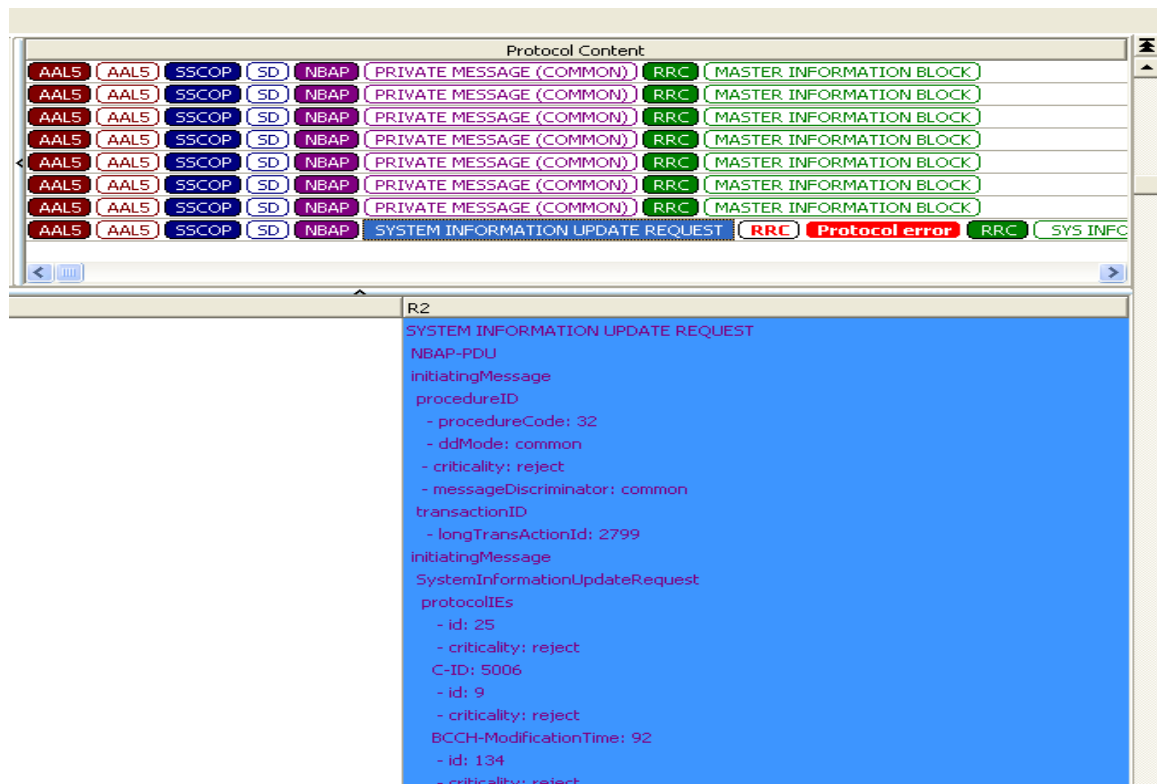 Protocol Content
AAL5 AAL5 SSCOP SD NBAP PRIVATE MESSAGE (COMMON) RRC MASTER INFORMATION BLOCK
AAL5 AAL5 SSCOP SD NBAP PRIVATE MESSAGE (COMMON) RRC MASTER INFORMATION BLOCK
AAL5 AAL5 SSCOP SD NBAP PRIVATE MESSAGE (COMMON) RRC MASTER INFORMATION BLOCK
AAL5 AAL5 SSCOP SD NBAP PRIVATE MESSAGE (COMMON) RRC MASTER INFORMATION BLOCK
AAL5 AAL5 SSCOP SD NBAP PRIVATE MESSAGE (COMMON) RRC MASTER INFORMATION BLOCK
AAL5 AAL5 SSCOP SD NBAP PRIVATE MESSAGE (COMMON) RRC MASTER INFORMATION BLOCK
AAL5 AAL5 SSCOP SD NBAP PRIVATE MESSAGE (COMMON) RRC MASTER INFORMATION BLOCK
AAL5 AAL5 SSCOP SD NBAP SYSTEM INFORMATION UPDATE REQUEST RRC Protocol error RRC SYS INFO
R2
SYSTEM INFORMATION UPDATE REQUEST
NBAP-PDU
initiatingMessage
procedureID
- procedureCode: 32
- ddMode: common
- criticality: reject
- messageDiscriminator: common
transactionID
- longTransActionId: 2799
initiatingMessage
SystemInformationUpdateRequest
protocolIEs
- id: 25
- criticality: reject
C-ID: 5006
- id: 9
- criticality: reject
BCCH-ModificationTime: 92
- id: 134
- criticality: reject